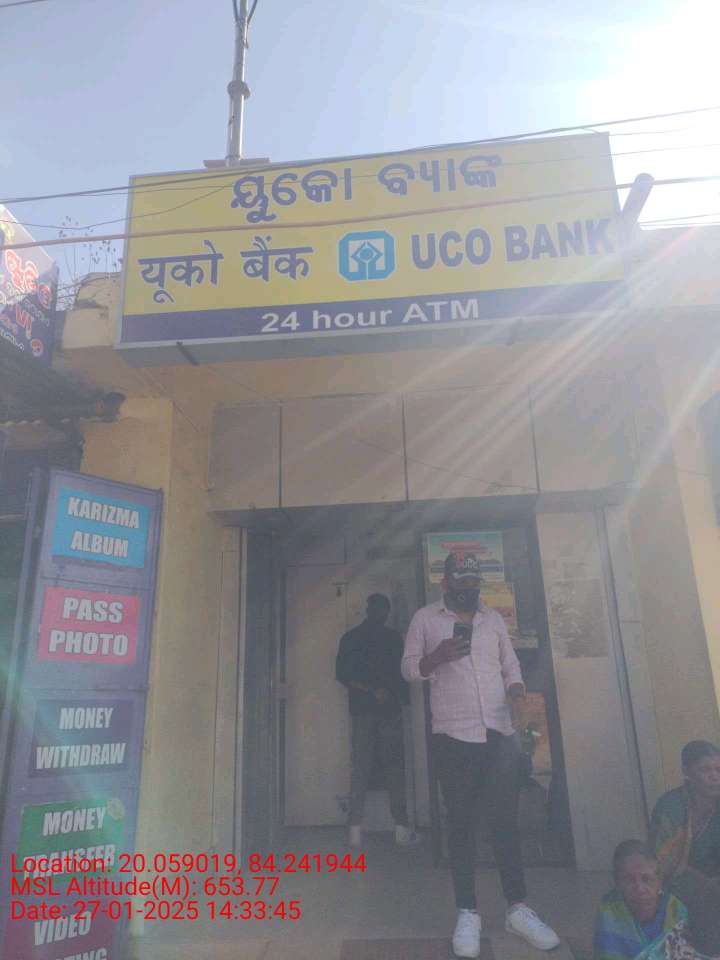 ୟୁକୋ ବ୍ୟାଙ୍କ
यूको बैंक UCO BANK
24 hour ATM
KARIZMA
ALBUM
PASS
PHOTO
MONEY
WITHDRAW
MONEY
TRANSFER
VIDEO
Location: 20.059019, 84.241944
MSL Altitude(M): 653.77
Date: 27-01-2025 14:33:45